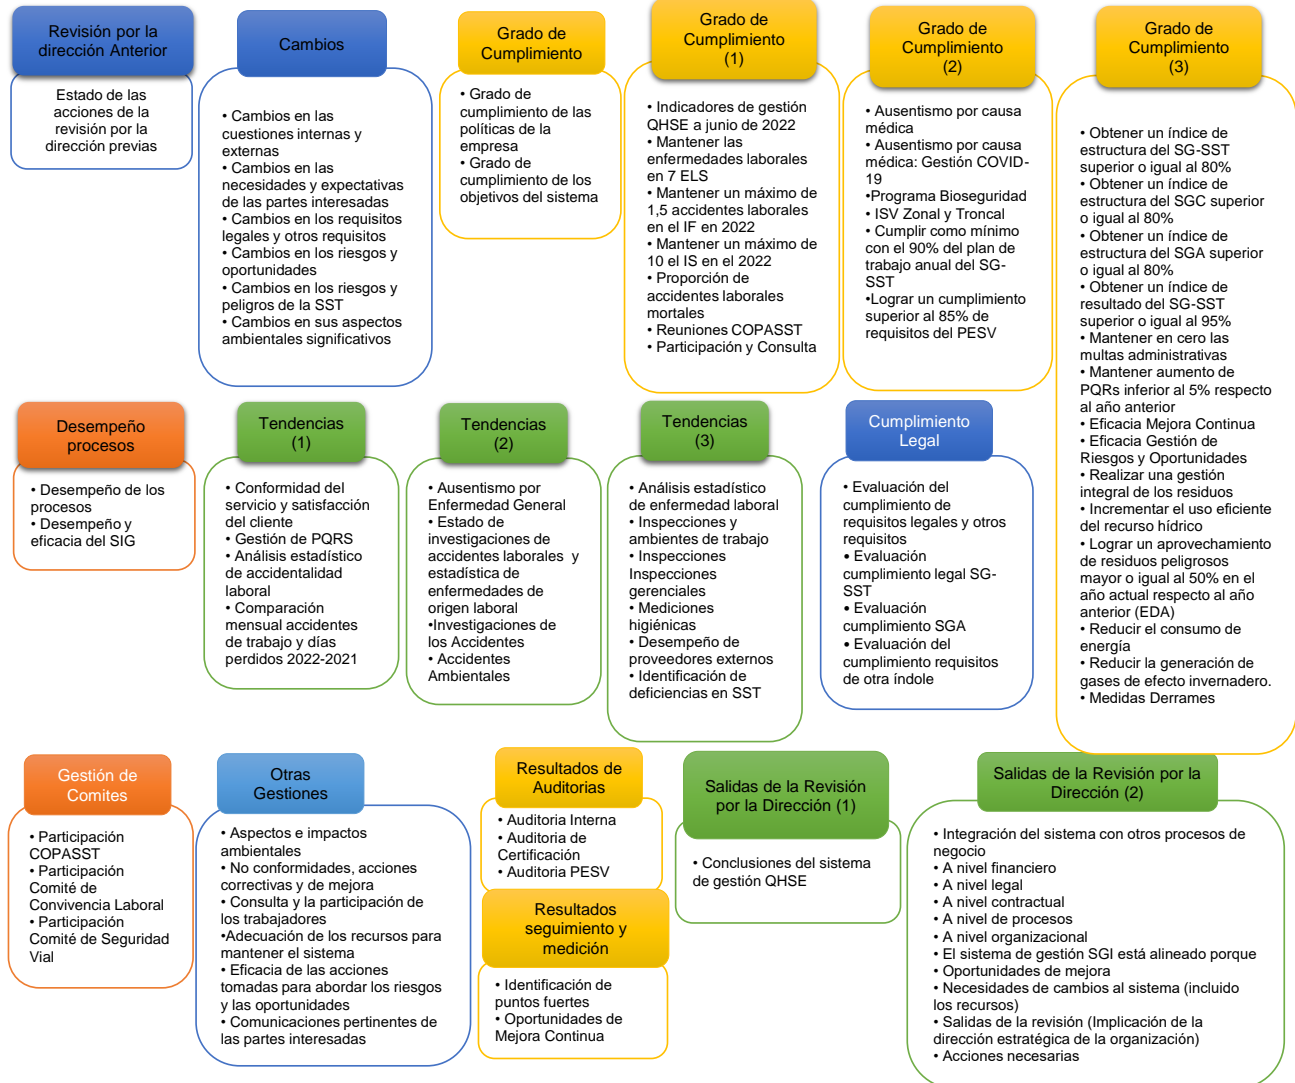 Revisión por la
dirección Anterior
Estado de las
acciones de la
revisión por la
dirección previas
Cambios
• Cambios en las
cuestiones internas y
externas
• Cambios en las
necesidades y expectativas
de las partes interesadas
• Cambios en los requisitos
legales y otros requisitos
• Cambios en los riesgos y
oportunidades
• Cambios en los riesgos y
peligros de la SST
• Cambios en sus aspectos
ambientales significativos
Grado de
Cumplimiento
• Grado de
cumplimiento de las
políticas de la
empresa
• Grado de
cumplimiento de los
objetivos del sistema
Grado de
Cumplimiento
(1)
• Indicadores de gestión
QHSE a junio de 2022
• Mantener las
enfermedades laborales
en 7 ELS
• Mantener un máximo de
1,5 accidentes laborales
en el IF en 2022
• Mantener un máximo de
10 el IS en el 2022
• Proporción de
accidentes laborales
mortales
• Reuniones COPASST
• Participación y Consulta
Grado de
Cumplimiento
(2)
• Ausentismo por causa
médica
• Ausentismo por causa
médica: Gestión COVID-
19
•Programa Bioseguridad
• ISV Zonal y Troncal
• Cumplir como mínimo
con el 90% del plan de
trabajo anual del SG-
SST
•Lograr un cumplimiento
superior al 85% de
requisitos del PESV
Grado de
Cumplimiento
(3)
• Obtener un índice de
estructura del SG-SST
superior o igual al 80%
• Obtener un índice de
estructura del SGC superior
o igual al 80%
• Obtener un índice de
estructura del SGA superior
o igual al 80%
• Obtener un índice de
resultado del SG-SST
superior o igual al 95%
• Mantener en cero las
multas administrativas
• Mantener aumento de
PQRs inferior al 5% respecto
al año anterior
• Eficacia Mejora Continua
• Eficacia Gestión de
Riesgos y Oportunidades
• Realizar una gestión
integral de los residuos
• Incrementar el uso eficiente
del recurso hídrico
• Lograr un aprovechamiento
de residuos peligrosos
mayor o igual al 50% en el
año actual respecto al año
anterior (EDA)
• Reducir el consumo de
energía
• Reducir la generación de
gases de efecto invernadero.
• Medidas Derrames
Desempeño
procesos
• Desempeño de los
procesos
• Desempeño y
eficacia del SIG
Tendencias
(1)
• Conformidad del
servicio y satisfacción
del cliente
• Gestión de PQRS
• Análisis estadístico
de accidentalidad
laboral
• Comparación
mensual accidentes
de trabajo y días
perdidos 2022-2021
Tendencias
(2)
• Ausentismo por
Enfermedad General
• Estado de
investigaciones de
accidentes laborales y
estadística de
enfermedades de
origen laboral
•Investigaciones de
los Accidentes
• Accidentes
Ambientales
Tendencias
(3)
• Análisis estadístico
de enfermedad laboral
• Inspecciones y
ambientes de trabajo
• Inspecciones
Inspecciones
gerenciales
• Mediciones
higiénicas
• Desempeño de
proveedores externos
• Identificación de
deficiencias en SST
Cumplimiento
Legal
• Evaluación del
cumplimiento de
requisitos legales y otros
requisitos
• Evaluación
cumplimiento legal SG-
SST
• Evaluación
cumplimiento SGA
• Evaluación del
cumplimiento requisitos
de otra índole
Gestión de
Comites
• Participación
COPASST
• Participación
Comité de
Convivencia Laboral
• Participación
Comité de Seguridad
Vial
Otras
Gestiones
• Aspectos e impactos
ambientales
• No conformidades, acciones
correctivas y de mejora
• Consulta y la participación de
los trabajadores
•Adecuación de los recursos para
mantener el sistema
• Eficacia de las acciones
tomadas para abordar los riesgos
y las oportunidades
• Comunicaciones pertinentes de
las partes interesadas
Resultados de
Auditorias
• Auditoria Interna
• Auditoria de
Certificación
• Auditoria PESV
Resultados
seguimiento y
medición
• Identificación de
puntos fuertes
• Oportunidades de
Mejora Continua
Salidas de la Revisión
por la Dirección (1)
• Conclusiones del sistema
de gestión QHSE
Salidas de la Revisión por la
Dirección (2)
• Integración del sistema con otros procesos de
negocio
• A nivel financiero
• A nivel legal
• A nivel contractual
• A nivel de procesos
• A nivel organizacional
• El sistema de gestión SGI está alineado porque
• Oportunidades de mejora
• Necesidades de cambios al sistema (incluido
los recursos)
• Salidas de la revisión (Implicación de la
dirección estratégica de la organización)
• Acciones necesarias